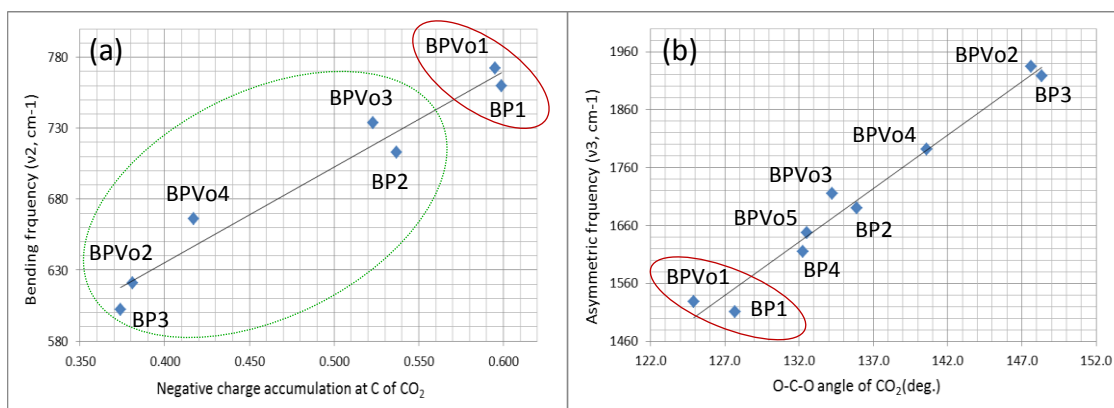 (a)
Bending frquency (ν2, cm-1)
780
730
680
630
580
BPVo1
BP1
BPVo3
BP2
BPVo4
BPVo2
BP3
0.350 0.400 0.450 0.500 0.550 0.600
Negative charge accumulation at C of CO₂
(b)
Asymmetric frquency (ν3, cm-1)
1960
1860
1760
1660
1560
1460
BPVo2
BP3
BPVo4
BPVo3
BP2
BPVo5
BP4
BPVo1
BP1
122.0 127.0 132.0 137.0 142.0 147.0 152.0
O-C-O angle of CO₂(deg.)